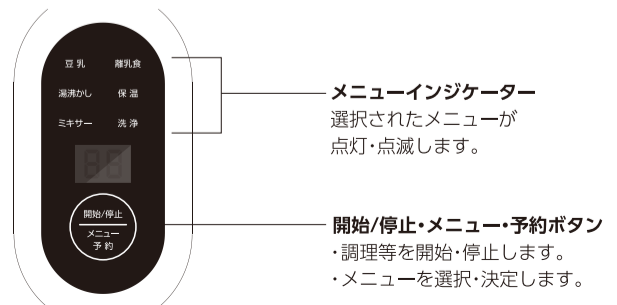 豆乳 離乳食
湯沸かし 保温
ミキサー 洗浄
88
開始/停止
メニュー
予約
メニューインジケーター
選択されたメニューが
点灯・点滅します。
開始/停止・メニュー・予約ボタン
・調理等を開始・停止します。
・メニューを選択・決定します。